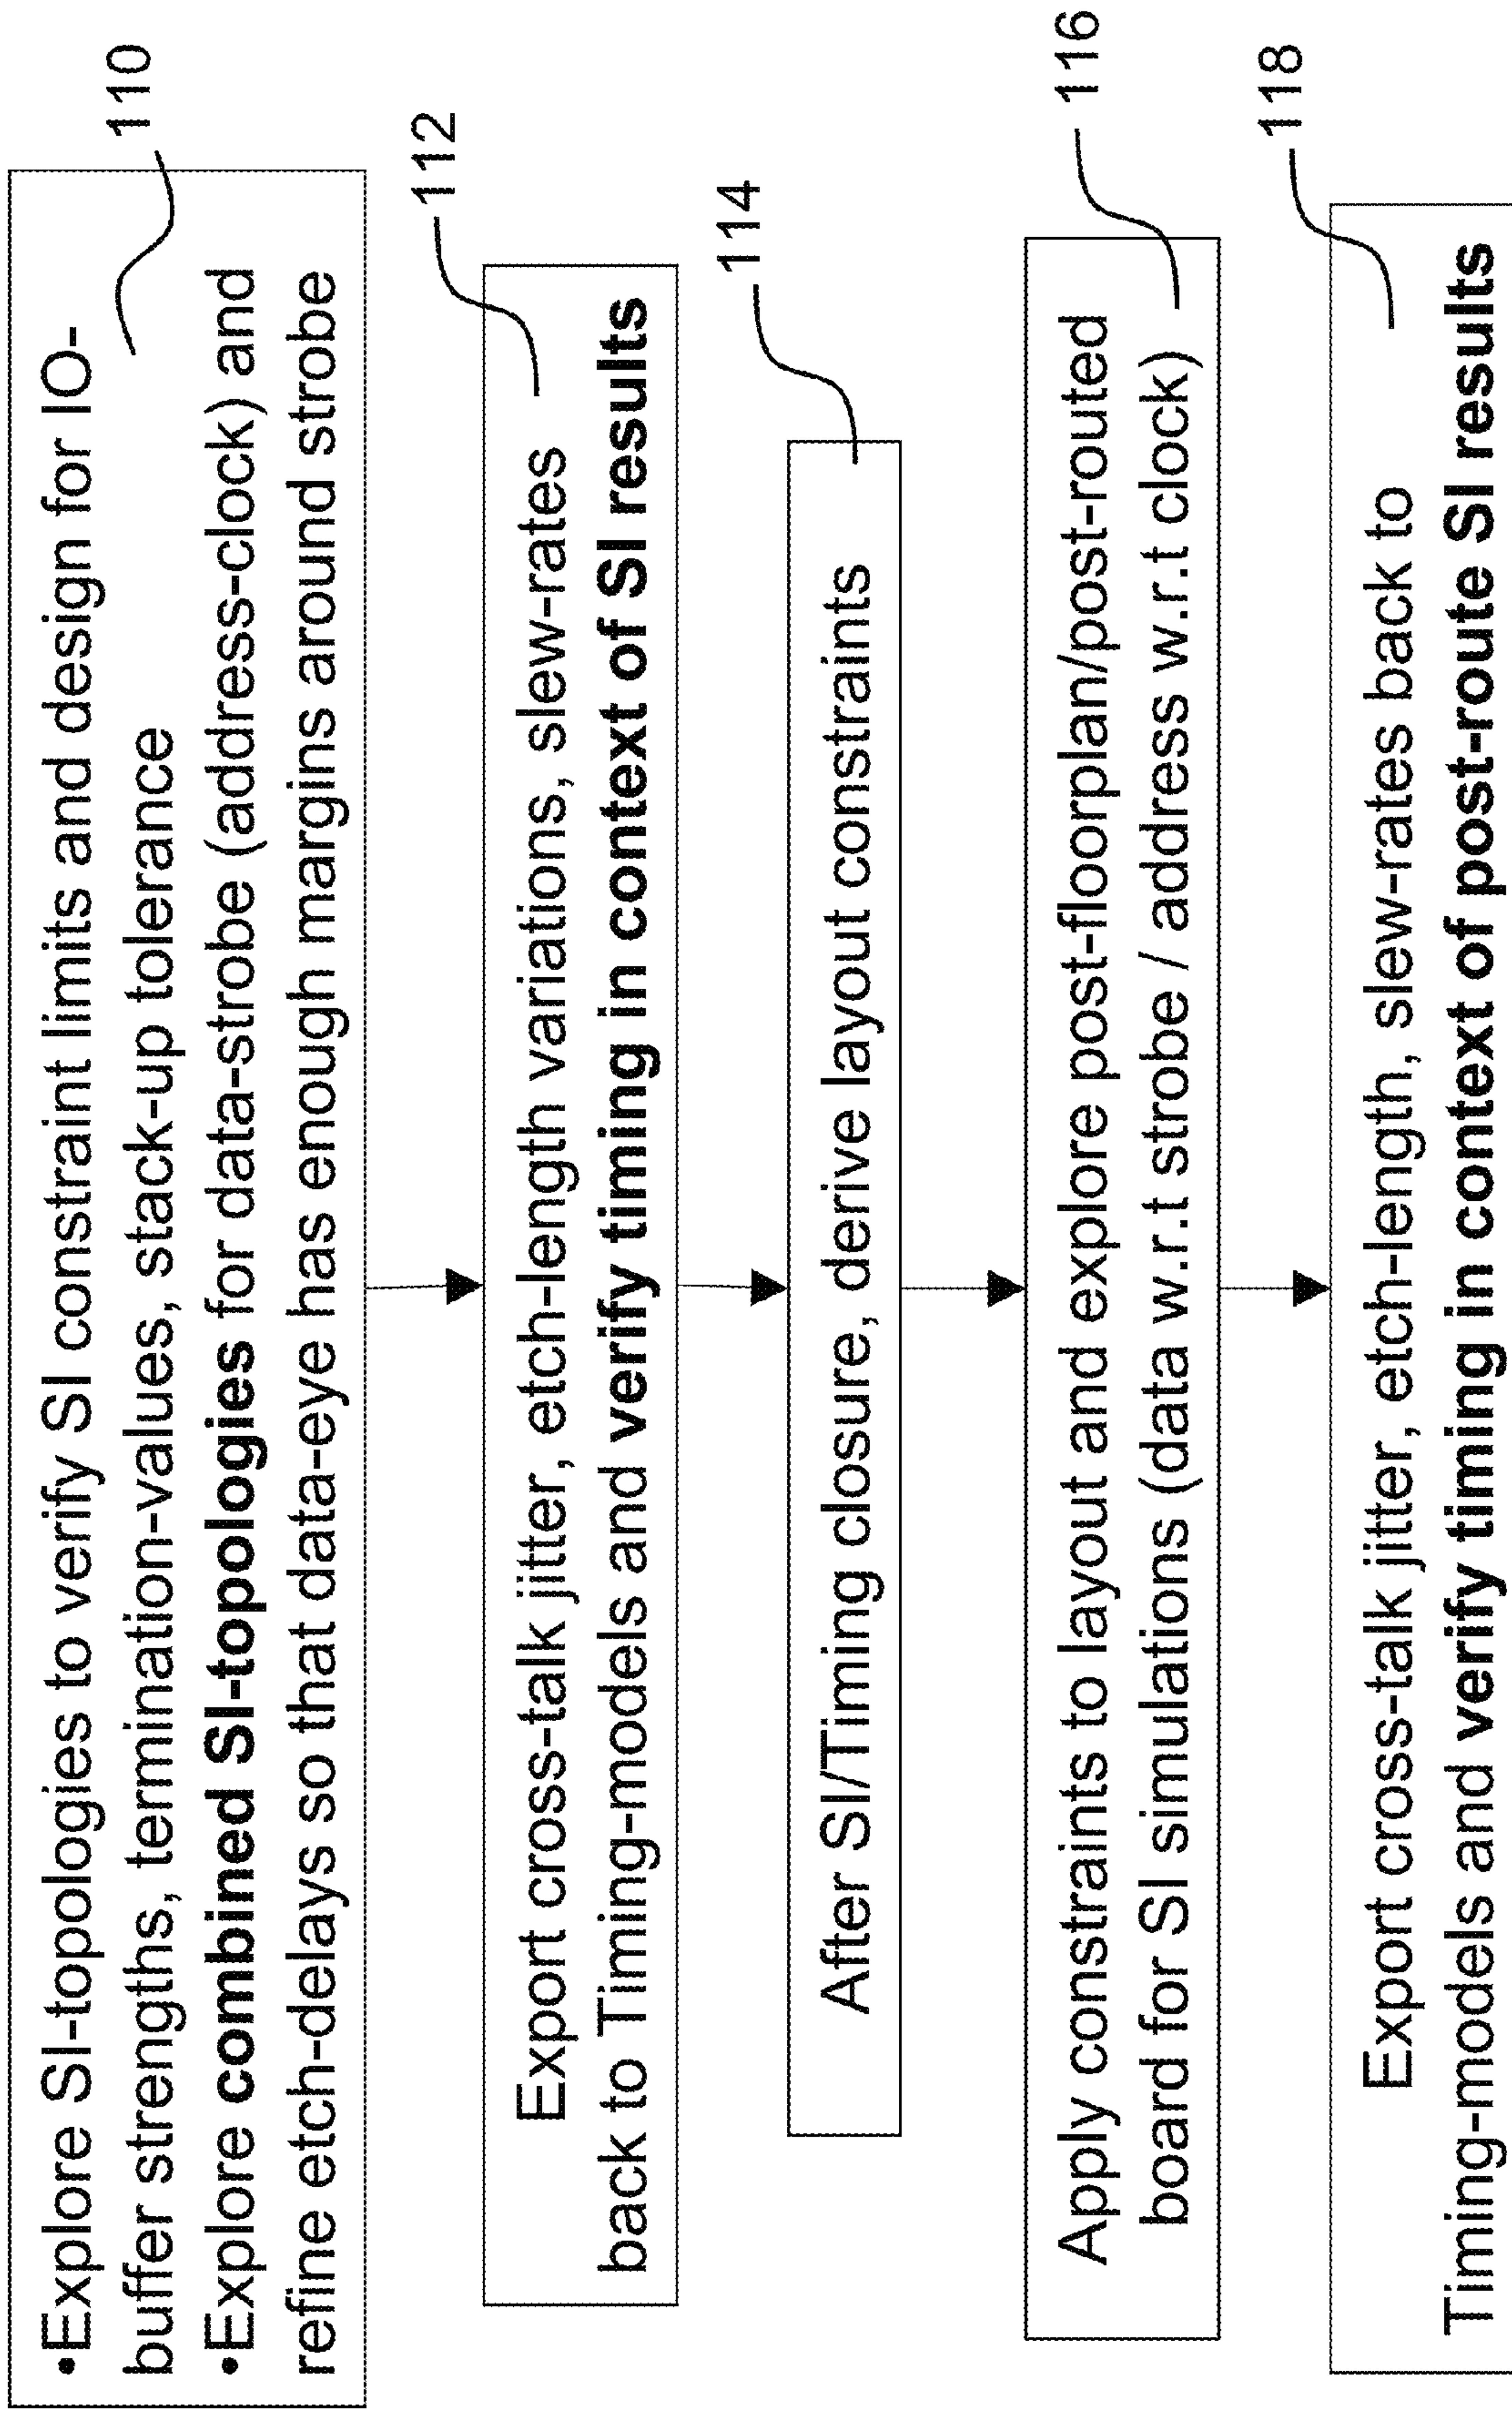 •Explore SI-topologies to verify SI constraint limits and design for IO-
buffer strengths, termination-values, stack-up tolerance
•Explore combined SI-topologies for data-strobe (address-clock) and
refine etch-delays so that data-eye has enough margins around strobe
110
Export cross-talk jitter, etch-length variations, slew-rates
back to Timing-models and verify timing in context of SI results
112
After SI/Timing closure, derive layout constraints
114
Apply constraints to layout and explore post-floorplan/post-routed
board for SI simulations (data w.r.t strobe / address w.r.t clock)
116
Export cross-talk jitter, etch-length, slew-rates back to
Timing-models and verify timing in context of post-route SI results
118